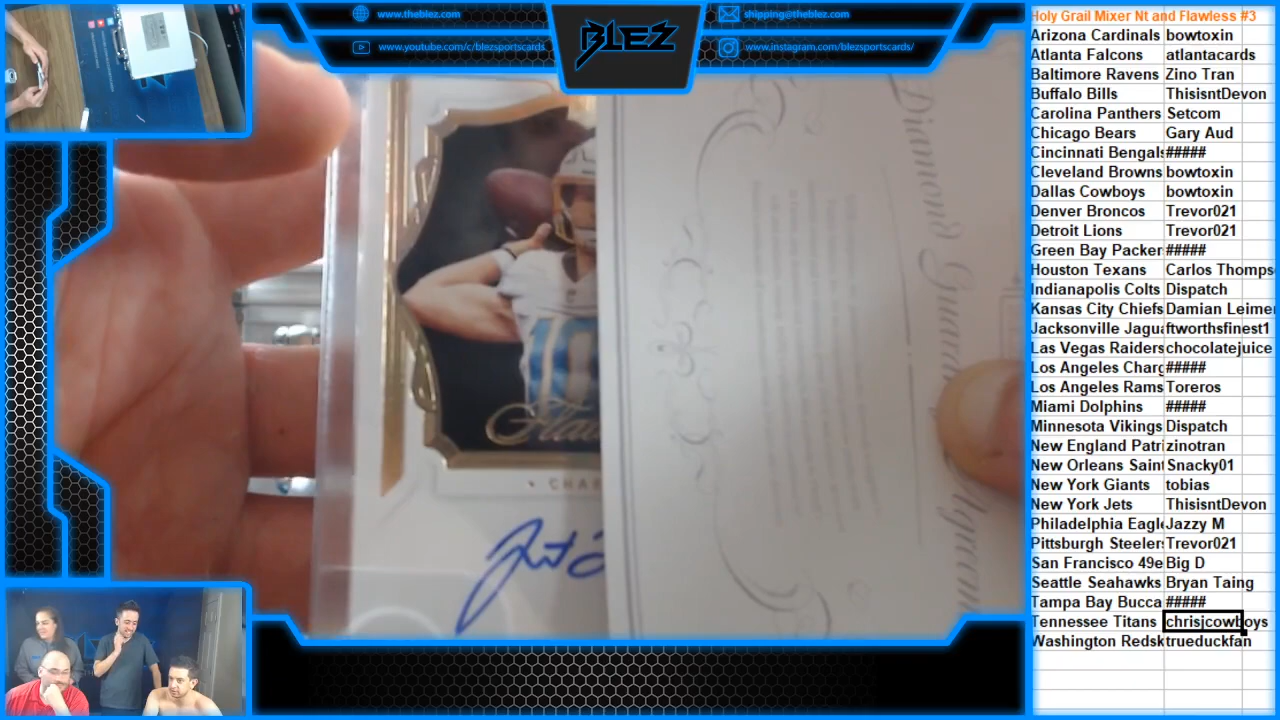 www.theblez.com
shipping@theblez.com
www.youtube.com/c/blezsportscards
www.instagram.com/blezsportscards/
BLEZ
Holy Grail Mixer Nt and Flawless #3
Arizona Cardinals bowtoxin
Atlanta Falcons atlantacards
Baltimore Ravens Zino Tran
Buffalo Bills ThisisntDevon
Carolina Panthers Setcom
Chicago Bears Gary Aud
Cincinnati Bengals #####
Cleveland Browns bowtoxin
Dallas Cowboys bowtoxin
Denver Broncos Trevor021
Detroit Lions Trevor021
Green Bay Packer #####
Houston Texans Carlos Thomps
Indianapolis Colts Dispatch
Kansas City Chiefs Damian Leime
Jacksonville Jagua ftworthsfinest1
Las Vegas Raiders chocolatejuice
Los Angeles Charg #####
Los Angeles Rams Toreros
Miami Dolphins #####
Minnesota Vikings Dispatch
New England Patri zinotran
New Orleans Saint Snacky01
New York Giants tobias
New York Jets ThisisntDevon
Philadelphia Eagle Jazzy M
Pittsburgh Steelers Trevor021
San Francisco 49e Big D
Seattle Seahawks Bryan Taing
Tampa Bay Bucca #####
Tennessee Titans chrisjcowboys
Washington Redsk trueduckfan
10
Flaw
CHAR
Diamond